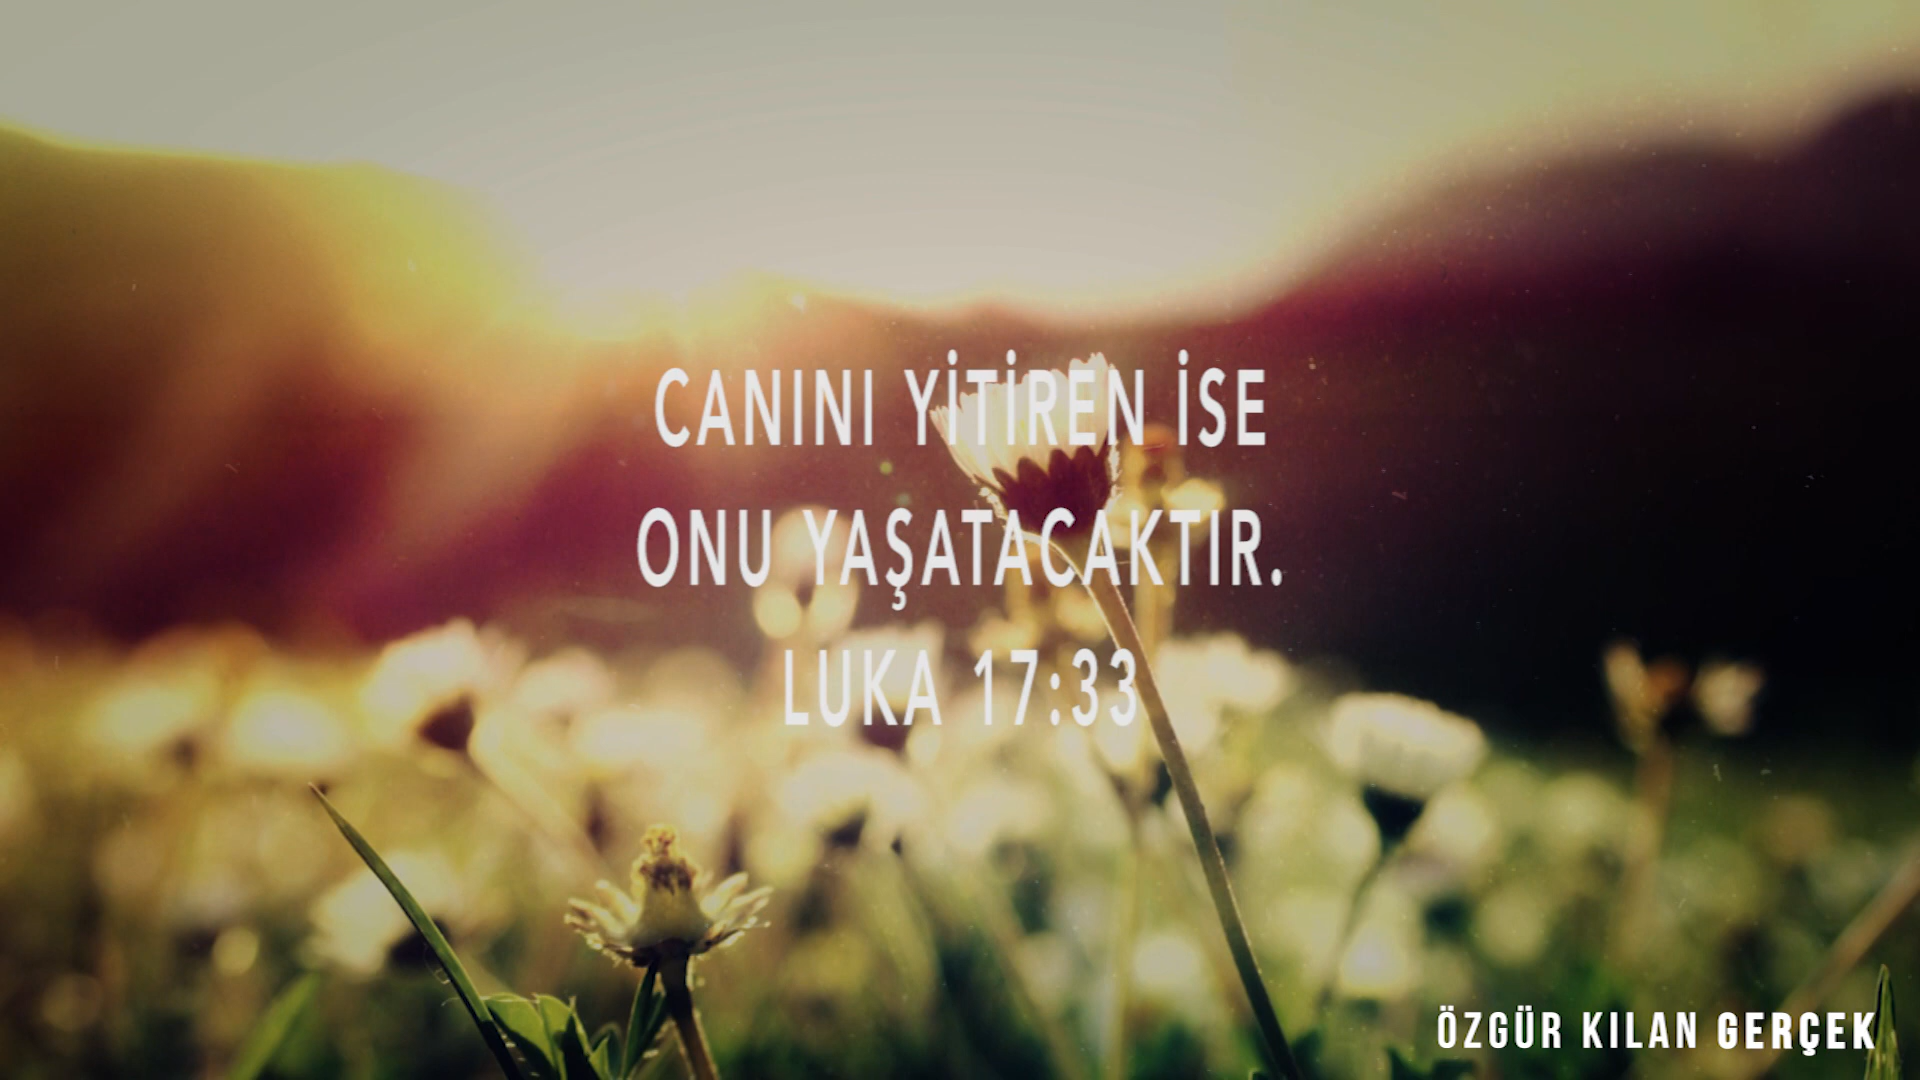 CANINI YİTİREN İSE
ONU YAŞATACAKTIR.
LUKA 17:33
ÖZGÜR KILAN GERÇEK